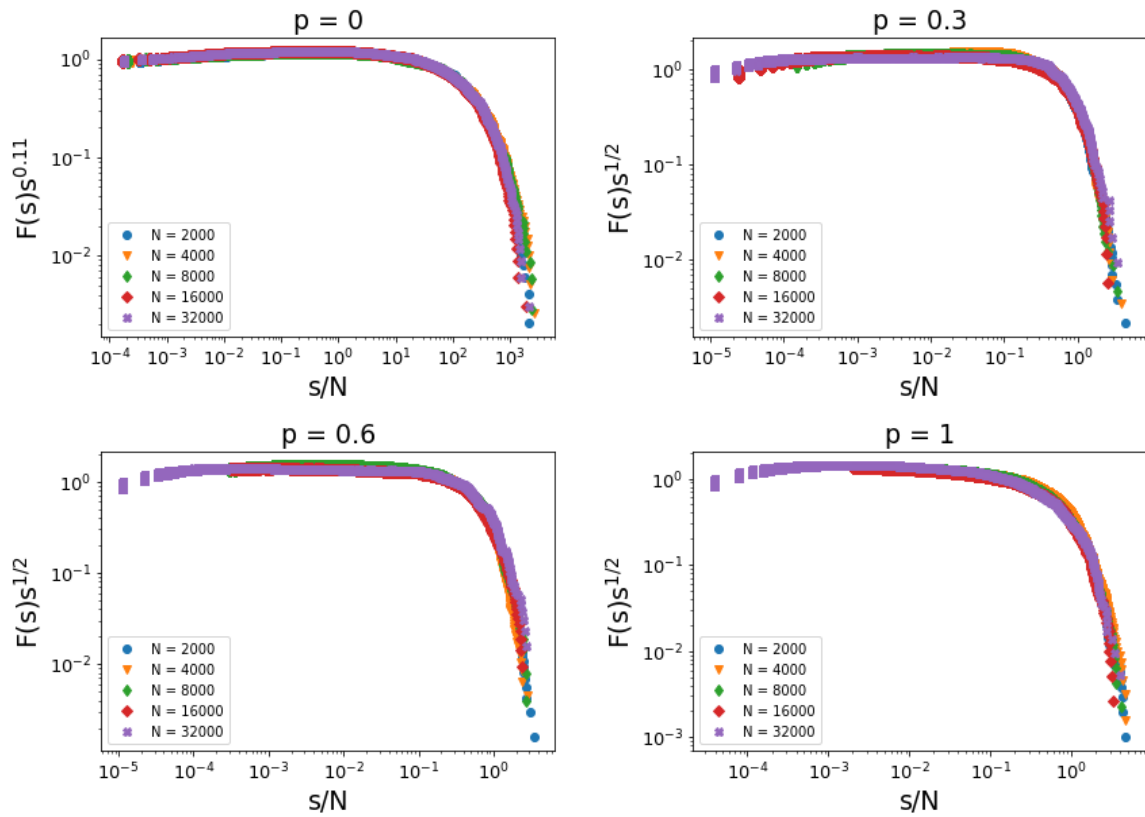 p = 0
F(s)s^{0.11}
10^0
10^{-1}
10^{-2}
N = 2000
N = 4000
N = 8000
N = 16000
N = 32000
10^{-4} 10^{-3} 10^{-2} 10^{-1} 10^0 10^1 10^2 10^3
s/N
p = 0.3
F(s)s^{1/2}
10^0
10^{-1}
10^{-2}
N = 2000
N = 4000
N = 8000
N = 16000
N = 32000
10^{-5} 10^{-4} 10^{-3} 10^{-2} 10^{-1} 10^0
s/N
p = 0.6
F(s)s^{1/2}
10^0
10^{-1}
10^{-2}
N = 2000
N = 4000
N = 8000
N = 16000
N = 32000
10^{-5} 10^{-4} 10^{-3} 10^{-2} 10^{-1} 10^0
s/N
p = 1
F(s)s^{1/2}
10^0
10^{-1}
10^{-2}
10^{-3}
N = 2000
N = 4000
N = 8000
N = 16000
N = 32000
10^{-4} 10^{-3} 10^{-2} 10^{-1} 10^0
s/N